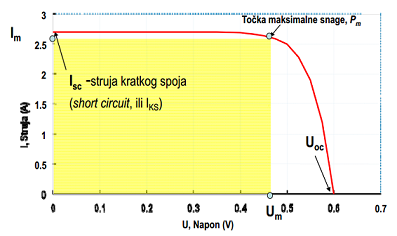 Točka maksimalne snage, Pm
Im
3
2.5
2
1.5
1
0.5
0
I, Struja (A)
Isc -struja kratkog spoja
(short circuit, ili IKS)
Uoc
0
0.1
0.2
0.3
0.4
0.5
0.6
0.7
Um
U, Napon (V)